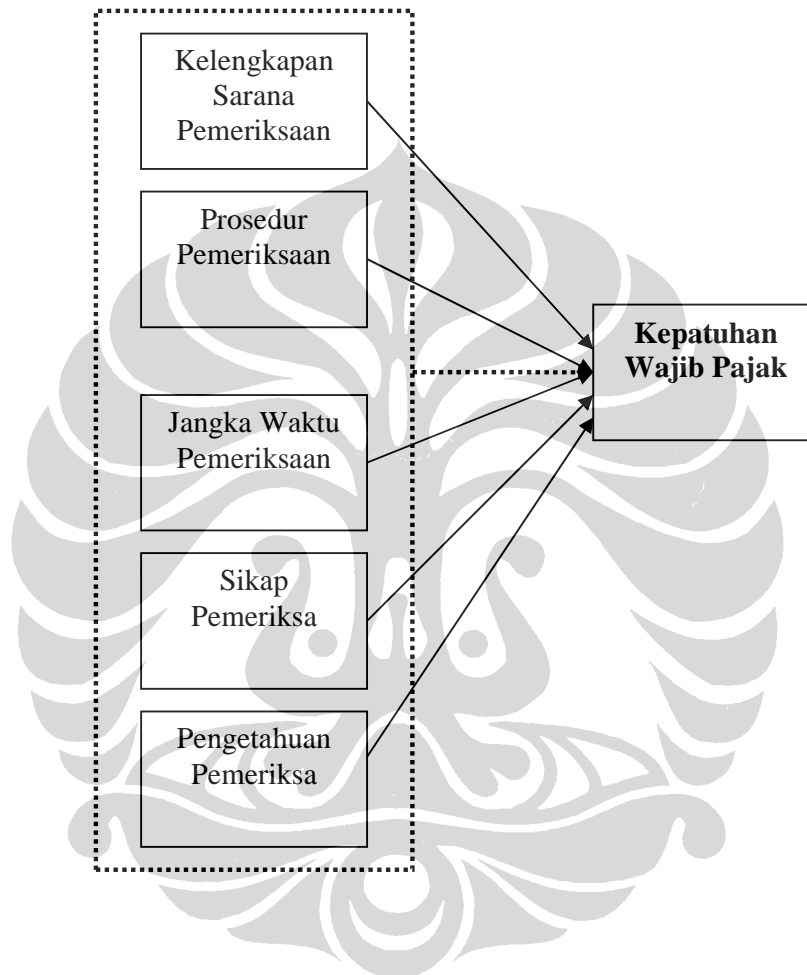 Kelengkapan
Sarana
Pemeriksaan
Prosedur
Pemeriksaan
Jangka Waktu
Pemeriksaan
Sikap
Pemeriksa
Pengetahuan
Pemeriksa
Kepatuhan
Wajib Pajak